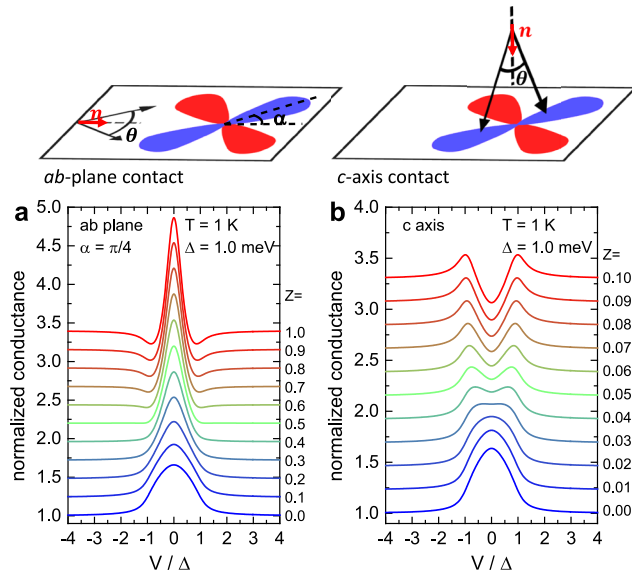 n
θ
α
ab-plane contact
n
θ
c-axis contact
a
ab plane
α = π/4
T = 1 K
Δ = 1.0 meV
Z=
1.0
0.9
0.8
0.7
0.6
0.5
0.4
0.3
0.2
0.1
0.0
5.0
4.5
4.0
3.5
3.0
2.5
2.0
1.5
1.0
normalized conductance
-4 -3 -2 -1 0 1 2 3 4
V / Δ
b
c axis
T = 1 K
Δ = 1.0 meV
Z=
0.10
0.09
0.08
0.07
0.06
0.05
0.04
0.03
0.02
0.01
0.00
4.0
3.5
3.0
2.5
2.0
1.5
1.0
normalized conductance
-4 -3 -2 -1 0 1 2 3 4
V / Δ